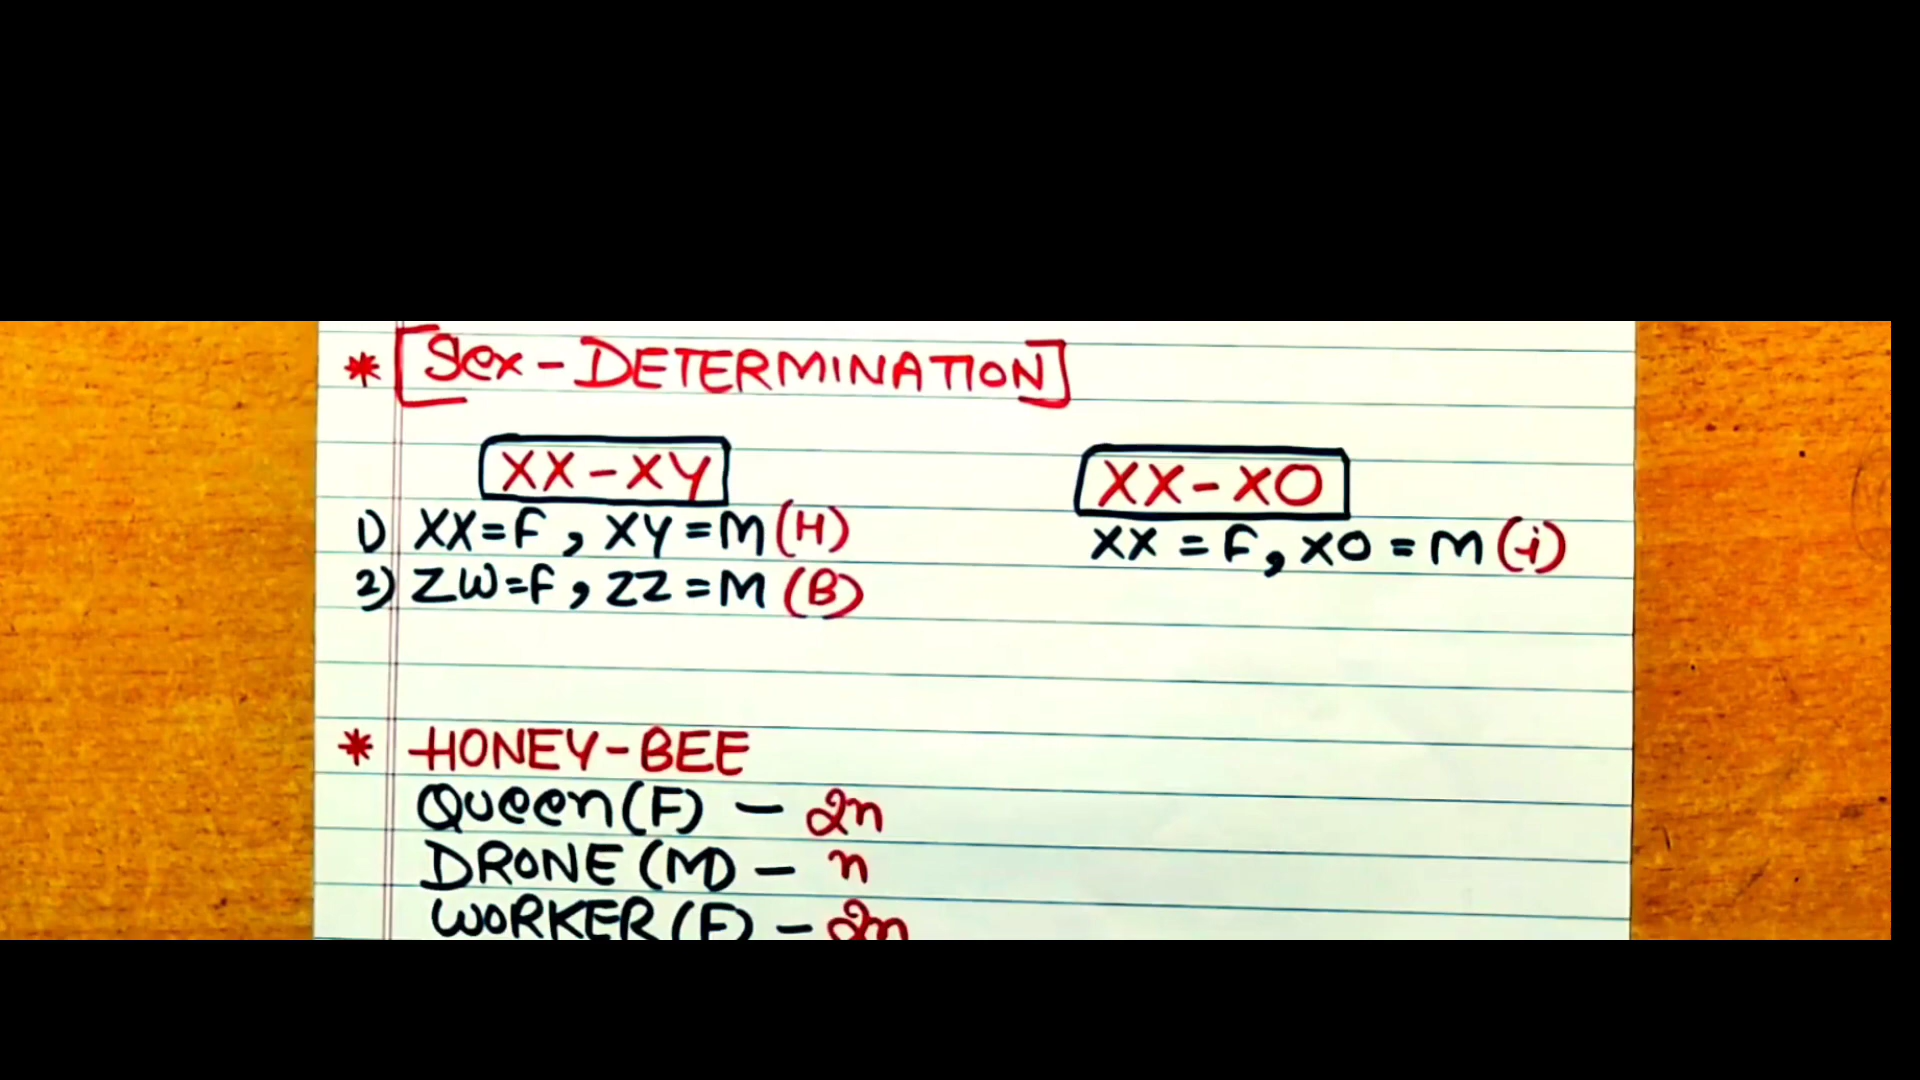 * [Sex-DETERMINATION]
XX-XY
1) XX=F, XY=M (H)
2) ZW=F, ZZ=M (B)
XX-XO
XX=F, XO=M (i)
* HONEY-BEE
Queen(F) - 2n
DRONE (M) - n
WORKER(F) - 2n